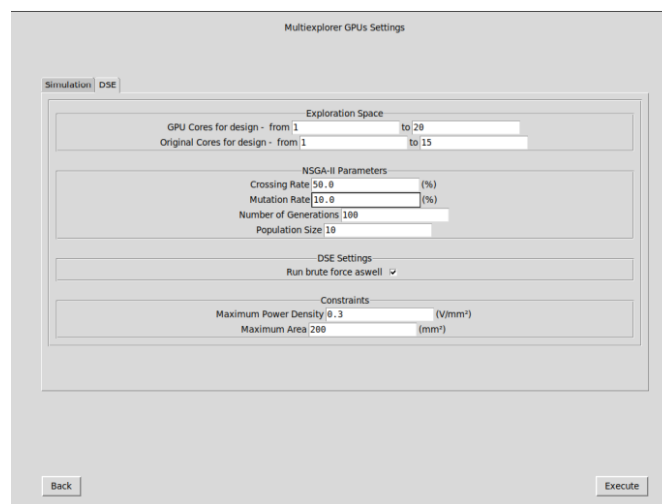 Multiexplorer GPUs Settings
Simulation DSE
Exploration Space
GPU Cores for design - from 1 to 20
Original Cores for design - from 1 to 15
NSGA-II Parameters
Crossing Rate 50.0 (%)
Mutation Rate 10.0 (%)
Number of Generations 100
Population Size 10
DSE Settings
Run brute force aswell
Constraints
Maximum Power Density 0.3 (V/mm²)
Maximum Area 200 (mm²)
Back Execute